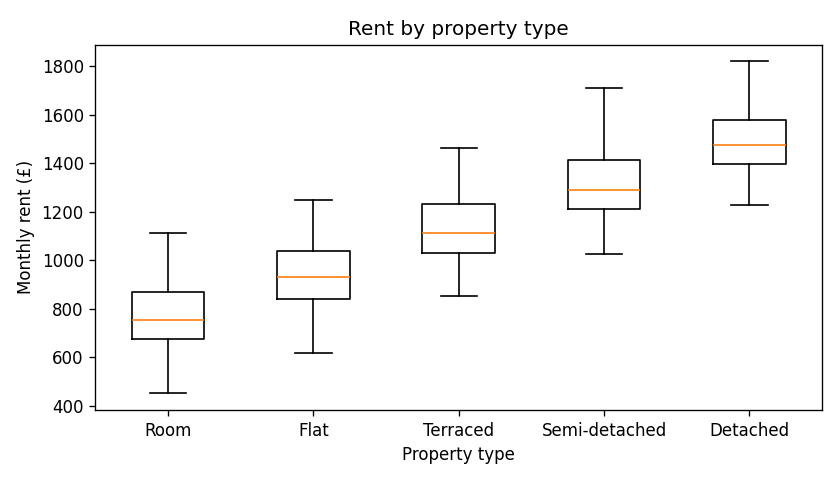 Rent by property type
Monthly rent (£)
1800
1600
1400
1200
1000
800
600
400
Room Flat Terraced Semi-detached Detached
Property type